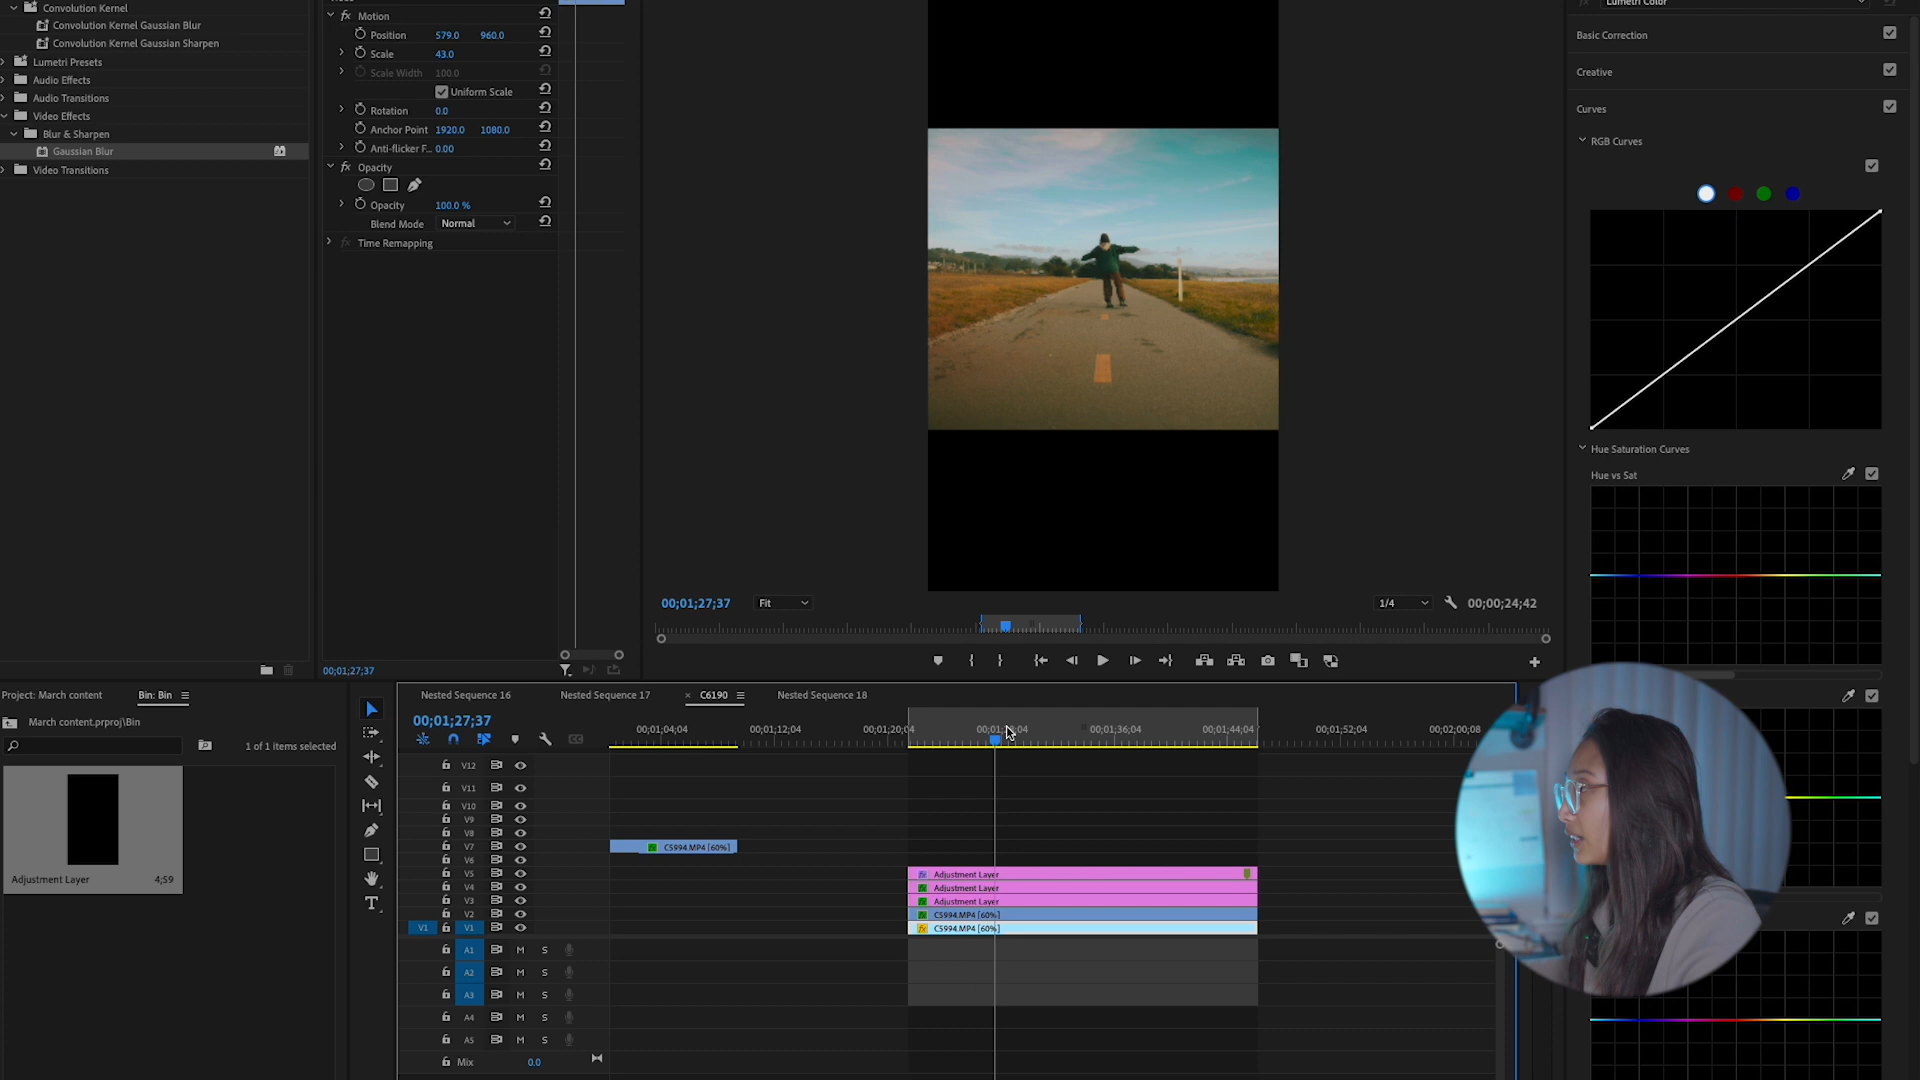 Convolution Kernel
Convolution Kernel Gaussian Blur
Convolution Kernel Gaussian Sharpen
Lumetri Presets
Audio Effects
Audio Transitions
Video Effects
Blur & Sharpen
Gaussian Blur
Video Transitions
fx Motion
Position 579.0 960.0
Scale 43.0
Scale Width 100.0
Uniform Scale
Rotation 0.0
Anchor Point 1920.0 1080.0
Anti-flicker F... 0.00
fx Opacity
Opacity 100.0 %
Blend Mode Normal
fx Time Remapping
00;01;27;37
00;01;27;37
Fit
1/4
00;00;24;42
fx Lumetri Color
Basic Correction
Creative
Curves
RGB Curves
Hue Saturation Curves
Hue vs Sat
Project: March content
Bin: Bin
March content.prproj\Bin
1 of 1 items selected
Adjustment Layer 4;59
Nested Sequence 16
Nested Sequence 17
× C6190
Nested Sequence 18
00;01;27;37
00;01;04;04
00;01;12;04
00;01;20;04
00;01;36;04
00;01;44;04
00;01;52;04
00;02;00;08
V12
V11
V10
V9
V8
V7 C5994.MP4 [60%]
V6
V5 Adjustment Layer
V4 Adjustment Layer
V3 Adjustment Layer
V2 C5994.MP4 [60%]
V1 V1 C5994.MP4 [60%]
A1 M S
A2 M S
A3 M S
A4 M S
A5 M S
Mix 0.0